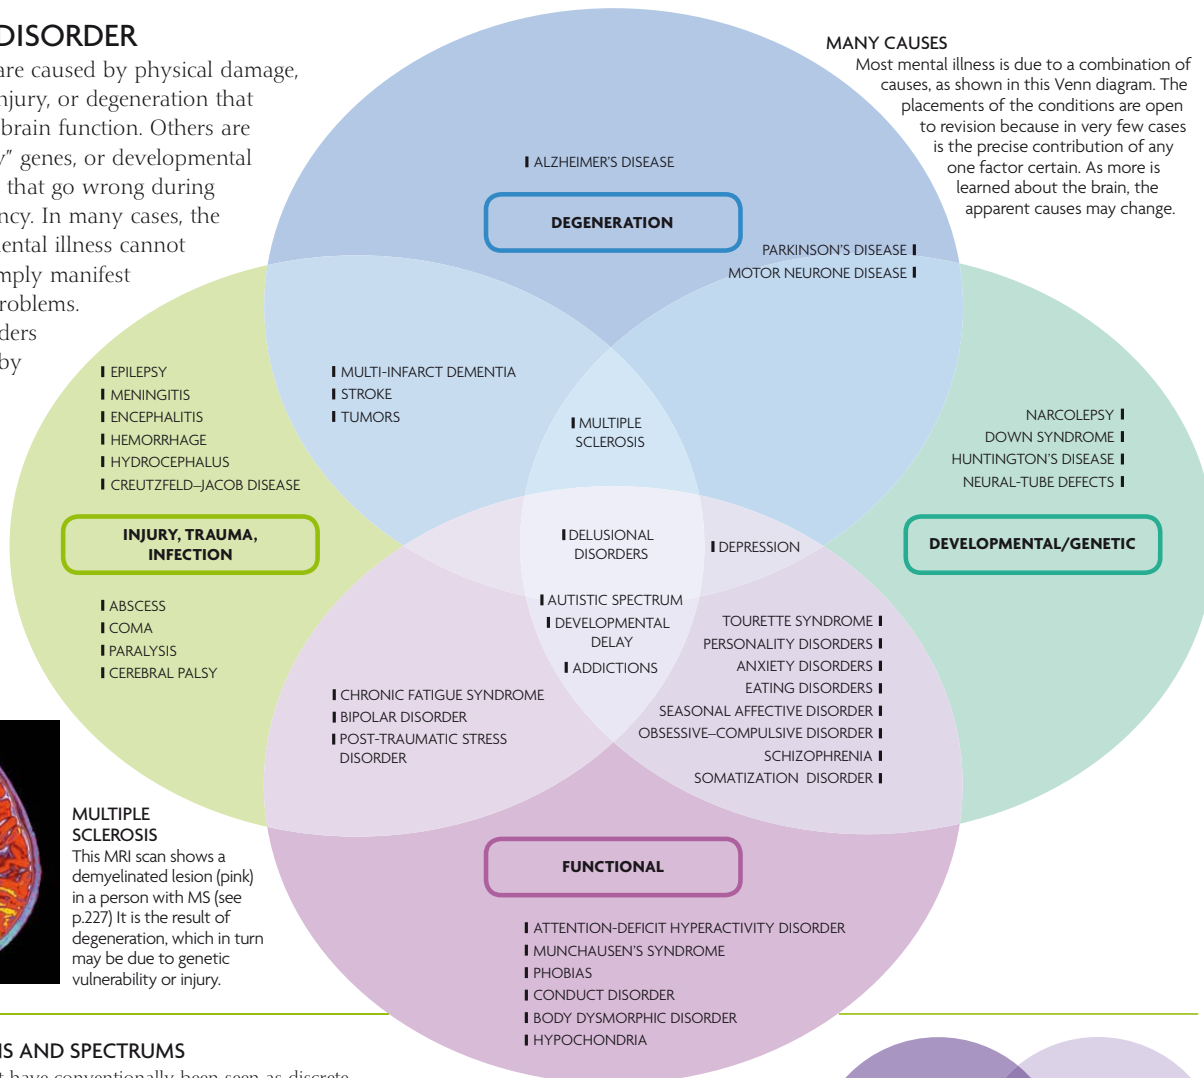 DISORDER
are caused by physical damage,
njury, or degeneration that
brain function. Others are
y" genes, or developmental
that go wrong during
ncy. In many cases, the
mental illness cannot
mply manifest
roblems.
ders
by
MANY CAUSES
Most mental illness is due to a combination of
causes, as shown in this Venn diagram. The
placements of the conditions are open
to revision because in very few cases
is the precise contribution of any
one factor certain. As more is
learned about the brain, the
apparent causes may change.
ALZHEIMER'S DISEASE
DEGENERATION
PARKINSON'S DISEASE
MOTOR NEURONE DISEASE
EPILEPSY
MENINGITIS
ENCEPHALITIS
HEMORRHAGE
HYDROCEPHALUS
CREUTZFELD–JACOB DISEASE
INJURY, TRAUMA,
INFECTION
ABSCESS
COMA
PARALYSIS
CEREBRAL PALSY
MULTI-INFARCT DEMENTIA
STROKE
TUMORS
MULTIPLE
SCLEROSIS
NARCOLEPSY
DOWN SYNDROME
HUNTINGTON'S DISEASE
NEURAL-TUBE DEFECTS
DEVELOPMENTAL/GENETIC
DELUSIONAL
DISORDERS
DEPRESSION
AUTISTIC SPECTRUM
DEVELOPMENTAL
DELAY
ADDICTIONS
TOURETTE SYNDROME
PERSONALITY DISORDERS
ANXIETY DISORDERS
EATING DISORDERS
SEASONAL AFFECTIVE DISORDER
OBSESSIVE–COMPULSIVE DISORDER
SCHIZOPHRENIA
SOMATIZATION DISORDER
CHRONIC FATIGUE SYNDROME
BIPOLAR DISORDER
POST-TRAUMATIC STRESS
DISORDER
FUNCTIONAL
ATTENTION-DEFICIT HYPERACTIVITY DISORDER
MUNCHAUSEN'S SYNDROME
PHOBIAS
CONDUCT DISORDER
BODY DYSMORPHIC DISORDER
HYPOCHONDRIA
MULTIPLE
SCLEROSIS
This MRI scan shows a
demyelinated lesion (pink)
in a person with MS (see
p.227) It is the result of
degeneration, which in turn
may be due to genetic
vulnerability or injury.
IS AND SPECTRUMS
t have conventionally been seen as discrete